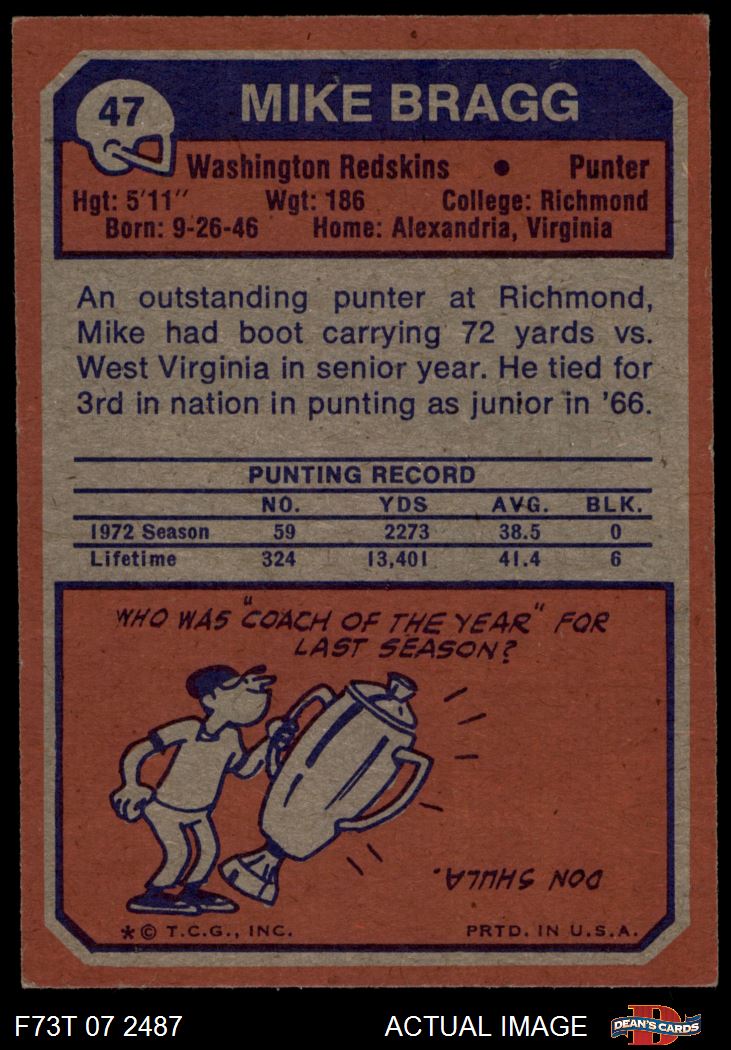 47
MIKE BRAGG
Washington Redskins • Punter
Hgt: 5'11" Wgt: 186 College: Richmond
Born: 9-26-46 Home: Alexandria, Virginia
An outstanding punter at Richmond,
Mike had boot carrying 72 yards vs.
West Virginia in senior year. He tied for
3rd in nation in punting as junior in '66.
PUNTING RECORD
NO. YDS AVG. BLK.
1972 Season 59 2273 38.5 0
Lifetime 324 13,401 41.4 6
WHO WAS "COACH OF THE YEAR" FOR
LAST SEASON?
DON SHULA.
* © T.C.G., INC. PRTD. IN U.S.A.
F73T 07 2487 ACTUAL IMAGE
D
DEAN'S CARDS